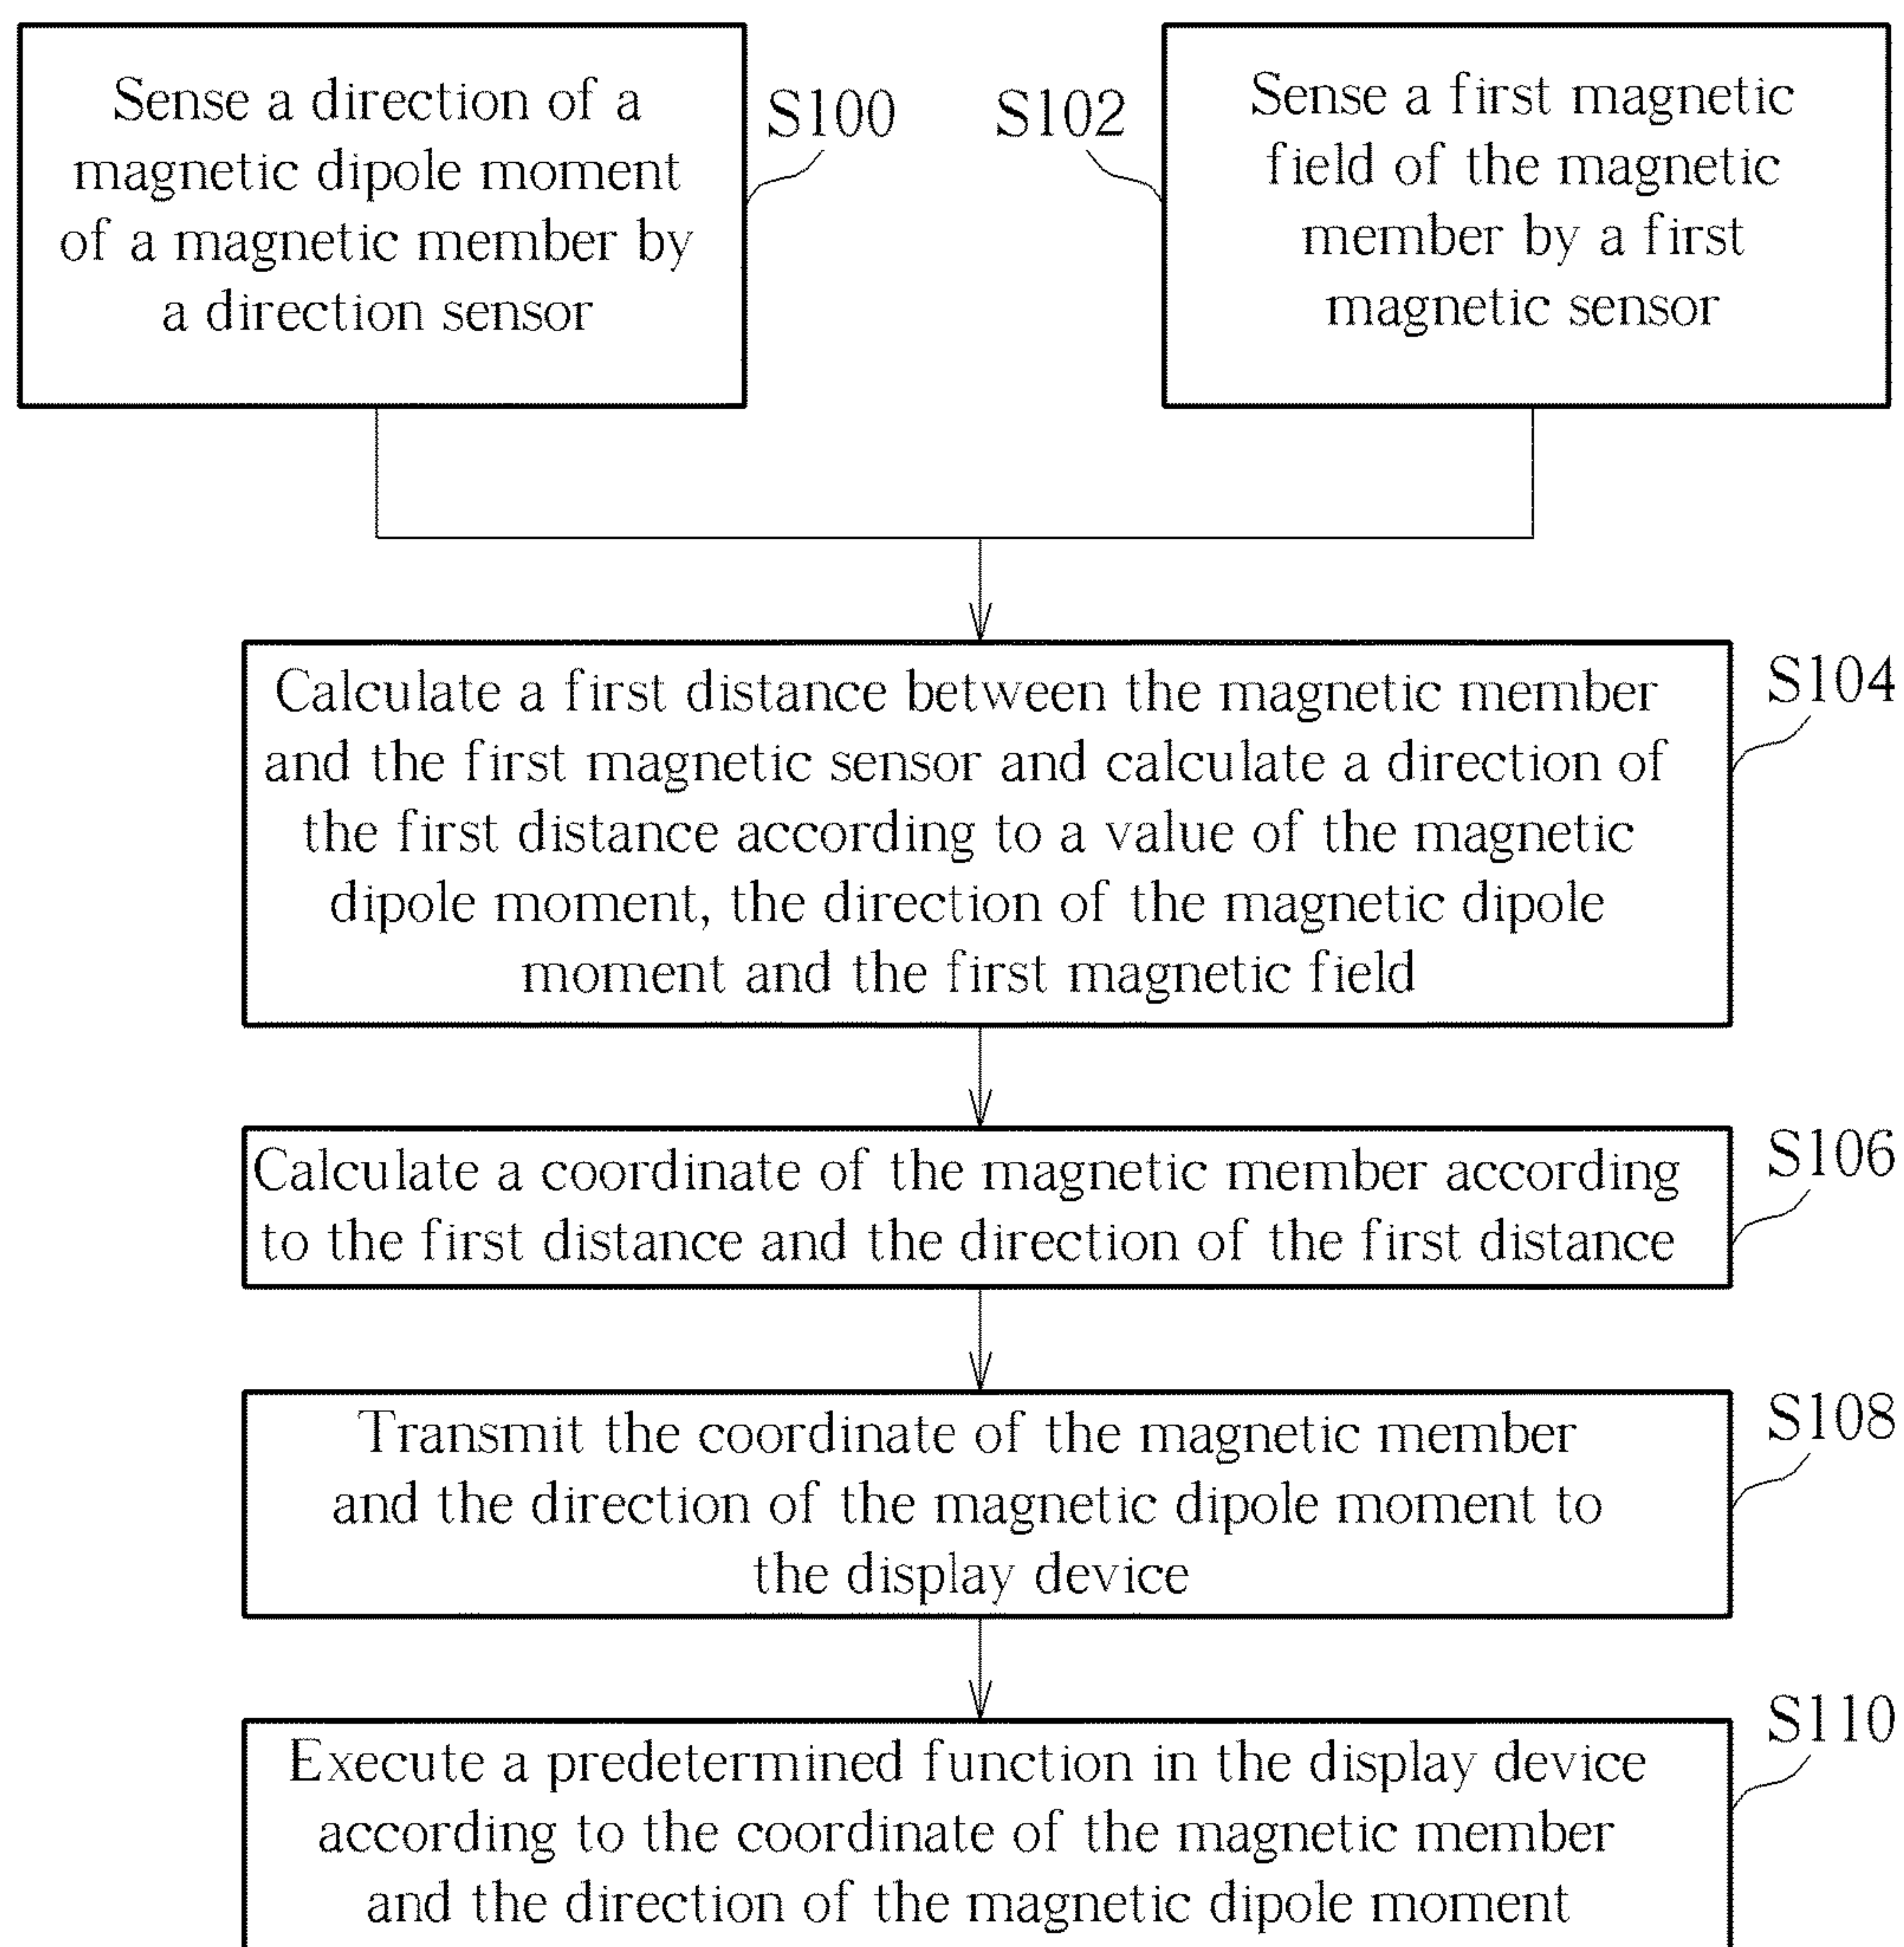 Sense a direction of a
magnetic dipole moment
of a magnetic member by
a direction sensor
S100
S102
Sense a first magnetic
field of the magnetic
member by a first
magnetic sensor
Calculate a first distance between the magnetic member
and the first magnetic sensor and calculate a direction of
the first distance according to a value of the magnetic
dipole moment, the direction of the magnetic dipole
moment and the first magnetic field
S104
Calculate a coordinate of the magnetic member according
to the first distance and the direction of the first distance
S106
Transmit the coordinate of the magnetic member
and the direction of the magnetic dipole moment to
the display device
S108
Execute a predetermined function in the display device
according to the coordinate of the magnetic member
and the direction of the magnetic dipole moment
S110